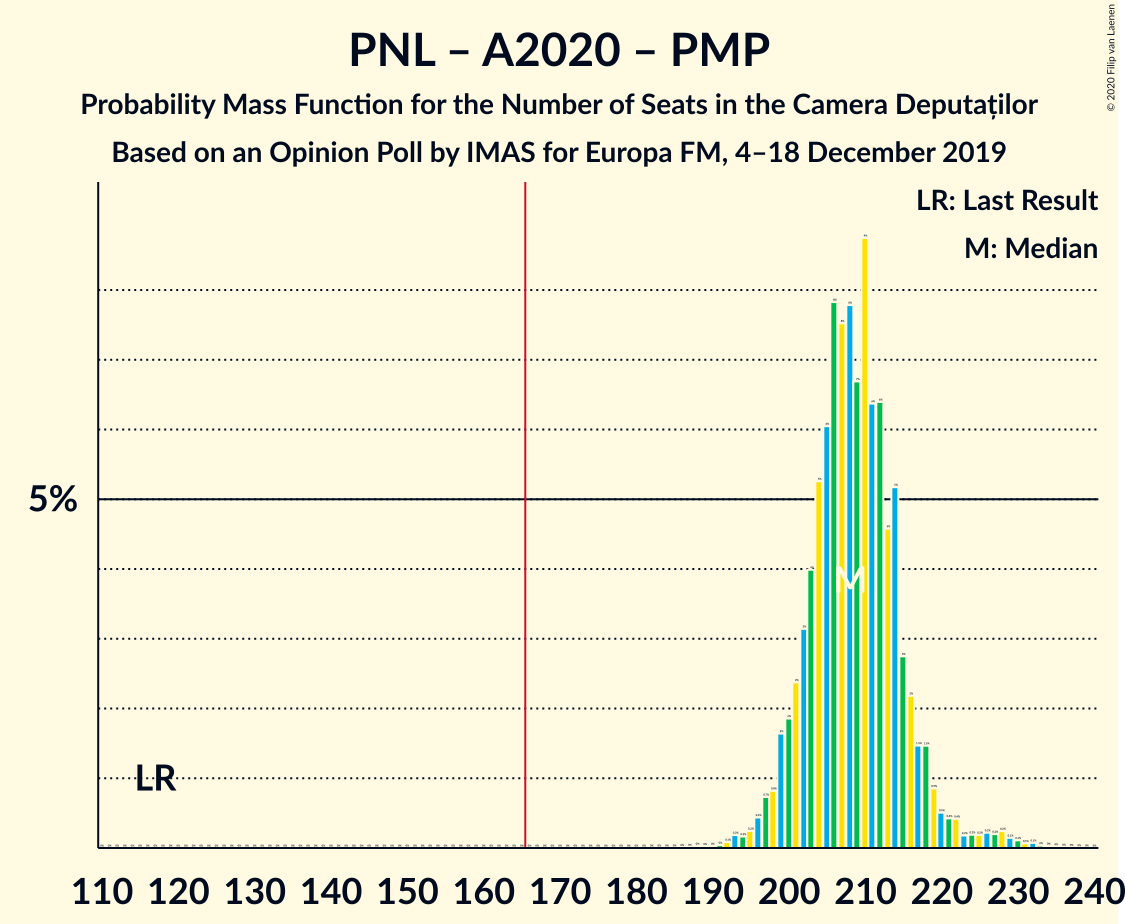 PNL – A2020 – PMP
Probability Mass Function for the Number of Seats in the Camera Deputaților
Based on an Opinion Poll by IMAS for Europa FM, 4–18 December 2019
© 2020 Filip van Laenen
LR: Last Result
M: Median
5%
M
LR
110 120 130 140 150 160 170 180 190 200 210 220 230 240